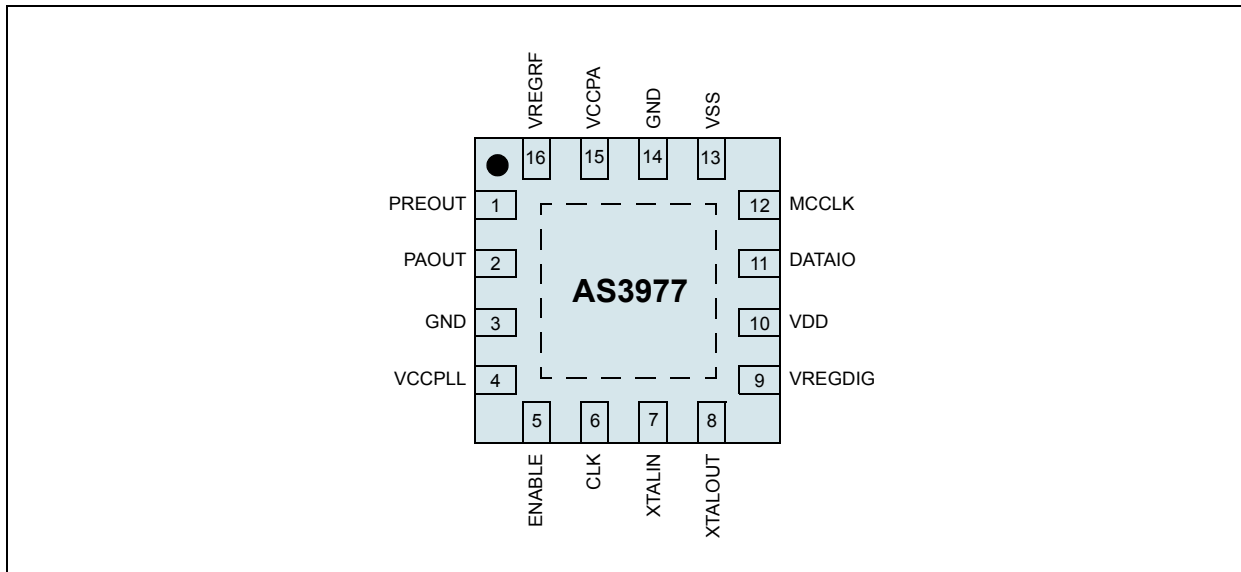 VREGRF
VCCPA
GND
VSS
16
15
14
13
PREOUT 1
12 MCCLK
PAOUT 2
11 DATAIO
AS3977
GND 3
10 VDD
VCCPLL 4
9 VREGDIG
5
6
7
8
ENABLE
CLK
XTALIN
XTALOUT